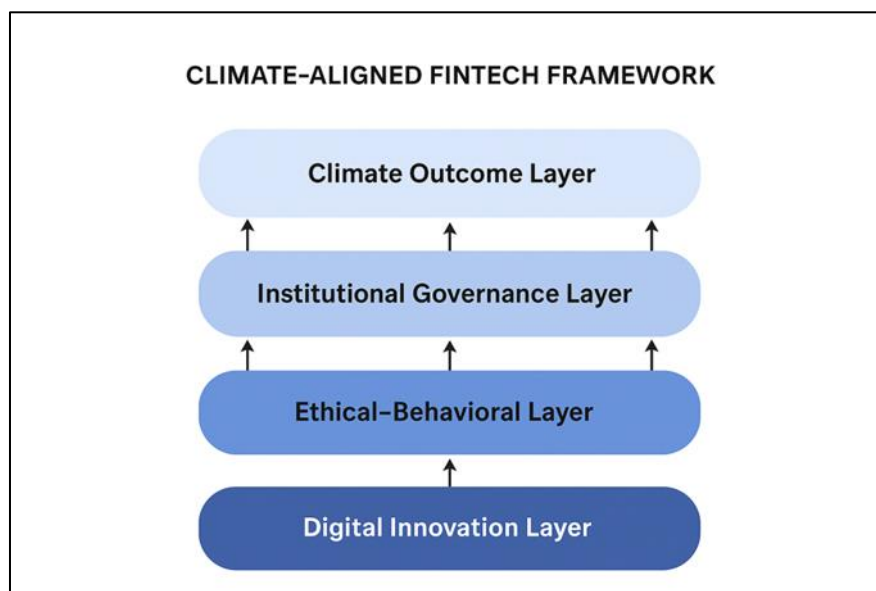 CLIMATE–ALIGNED FINTECH FRAMEWORK
Climate Outcome Layer
Institutional Governance Layer
Ethical–Behavioral Layer
Digital Innovation Layer